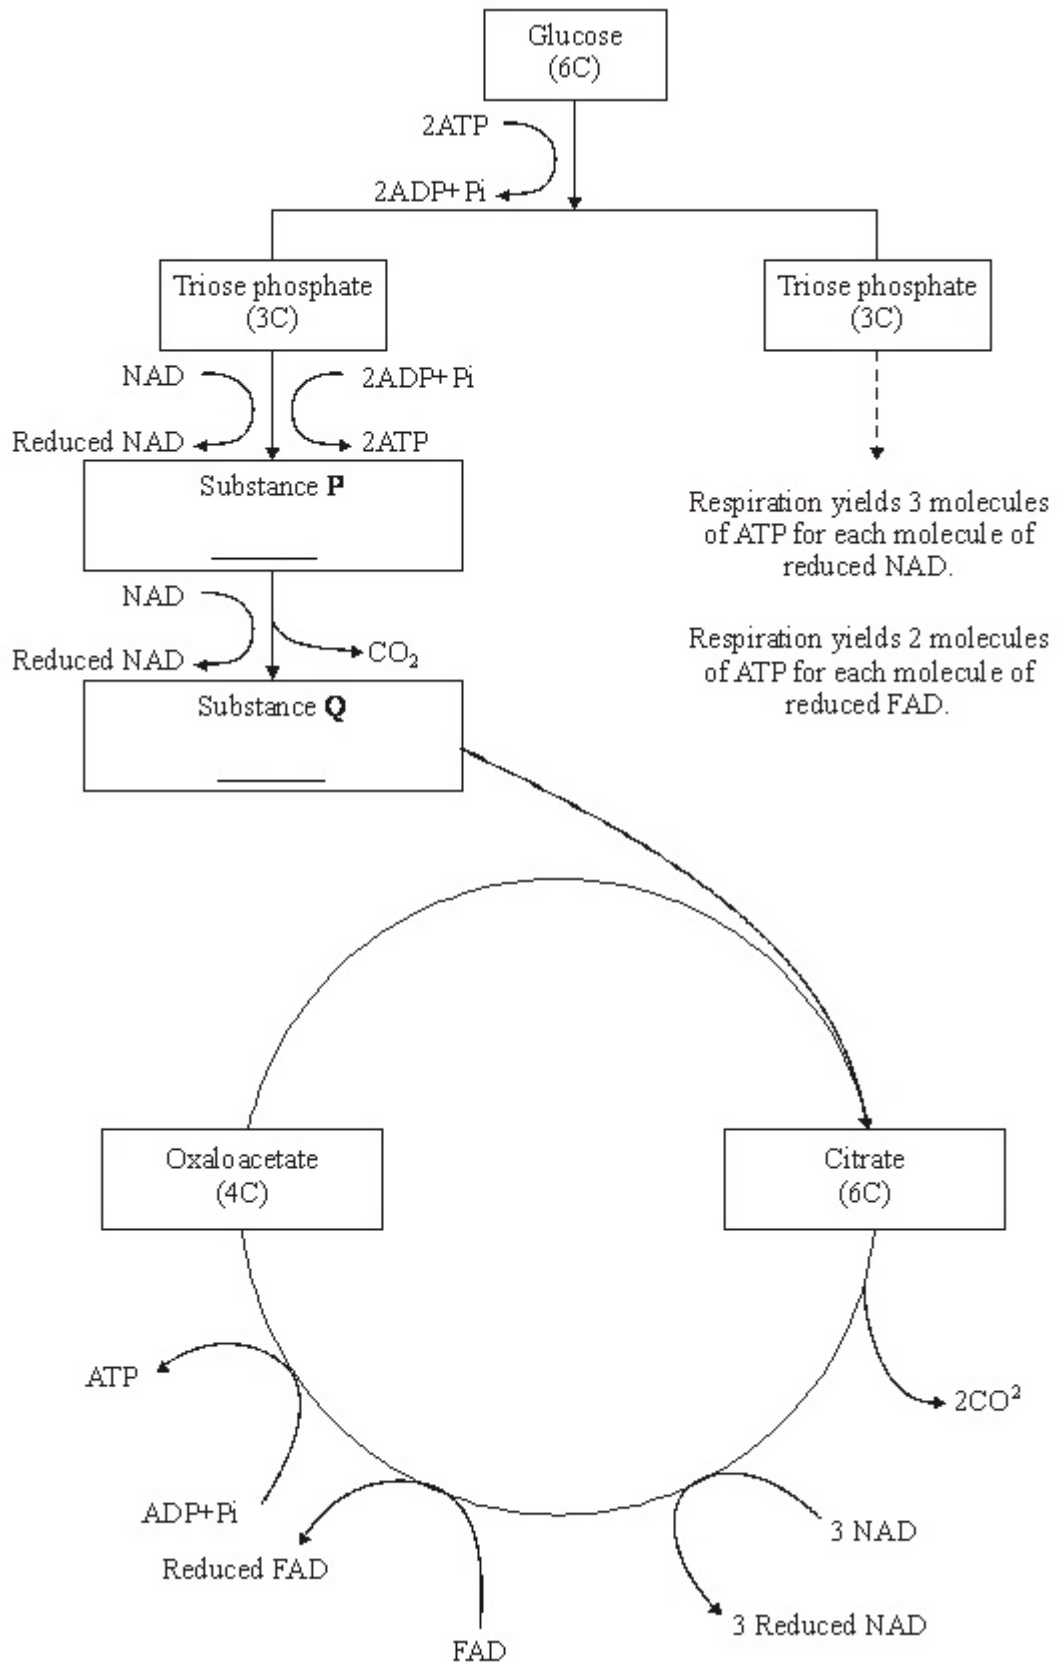 Glucose
(6C)
2ATP
2ADP+Pi
Triose phosphate
(3C)
Triose phosphate
(3C)
NAD
2ADP+Pi
Reduced NAD
2ATP
Substance P
Respiration yields 3 molecules
of ATP for each molecule of
reduced NAD.
NAD
Reduced NAD
CO₂
Respiration yields 2 molecules
of ATP for each molecule of
reduced FAD.
Substance Q
Oxaloacetate
(4C)
Citrate
(6C)
ATP
2CO²
ADP+Pi
3 NAD
Reduced FAD
3 Reduced NAD
FAD